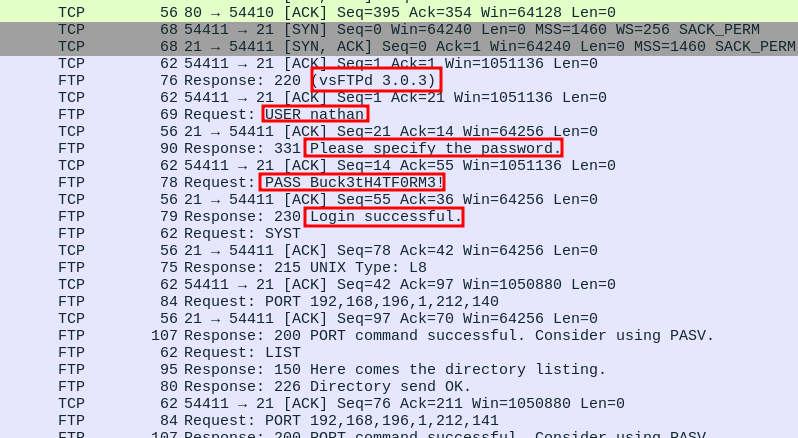 TCP 56 80 → 54410 [ACK] Seq=395 Ack=354 Win=64128 Len=0
TCP 68 54411 → 21 [SYN] Seq=0 Win=64240 Len=0 MSS=1460 WS=256 SACK_PERM
TCP 68 21 → 54411 [SYN, ACK] Seq=0 Ack=1 Win=64240 Len=0 MSS=1460 SACK_PERM
TCP 62 54411 → 21 [ACK] Seq=1 Ack=1 Win=1051136 Len=0
FTP 76 Response: 220 (vsFTPd 3.0.3)
TCP 62 54411 → 21 [ACK] Seq=1 Ack=21 Win=1051136 Len=0
FTP 69 Request: USER nathan
TCP 56 21 → 54411 [ACK] Seq=21 Ack=14 Win=64256 Len=0
FTP 90 Response: 331 Please specify the password.
TCP 62 54411 → 21 [ACK] Seq=14 Ack=55 Win=1051136 Len=0
FTP 78 Request: PASS Buck3tH4TF0RM3!
TCP 56 21 → 54411 [ACK] Seq=55 Ack=36 Win=64256 Len=0
FTP 79 Response: 230 Login successful.
FTP 62 Request: SYST
TCP 56 21 → 54411 [ACK] Seq=78 Ack=42 Win=64256 Len=0
FTP 75 Response: 215 UNIX Type: L8
TCP 62 54411 → 21 [ACK] Seq=42 Ack=97 Win=1050880 Len=0
FTP 84 Request: PORT 192,168,196,1,212,140
TCP 56 21 → 54411 [ACK] Seq=97 Ack=70 Win=64256 Len=0
FTP 107 Response: 200 PORT command successful. Consider using PASV.
FTP 62 Request: LIST
FTP 95 Response: 150 Here comes the directory listing.
FTP 80 Response: 226 Directory send OK.
TCP 62 54411 → 21 [ACK] Seq=76 Ack=211 Win=1050880 Len=0
FTP 84 Request: PORT 192,168,196,1,212,141
FTP 107 Response: 200 PORT command successful. Consider using PASV.